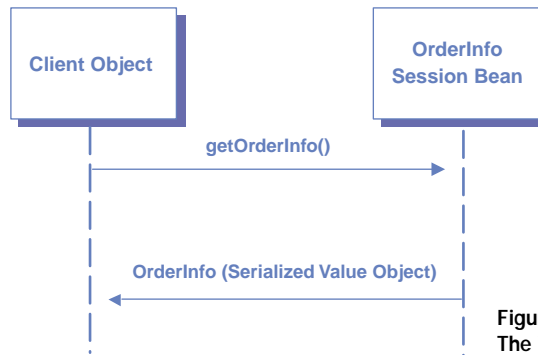 Client Object
OrderInfo
Session Bean
getOrderInfo()
OrderInfo (Serialized Value Object)
Figu
The